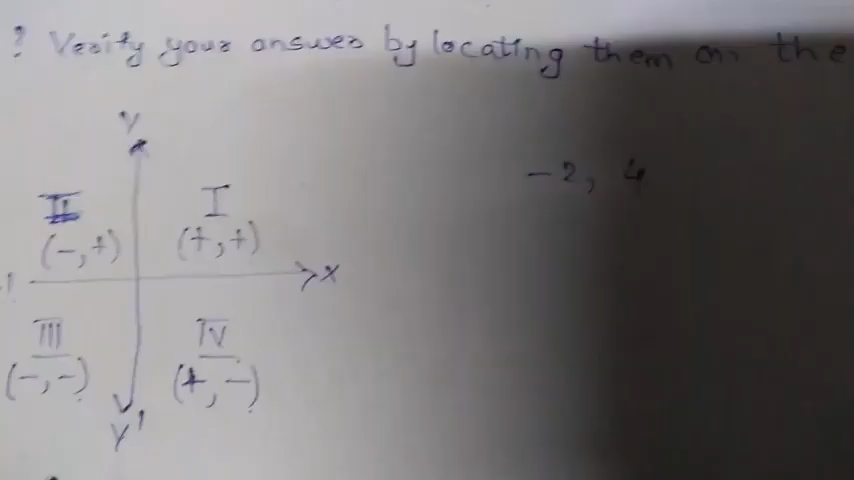 ? Verify your answer by locating them on the
Y
-2, 4
II
I
(-,+)
(+,+)
X
III
IV
(-,-)
(+,-)
Y'